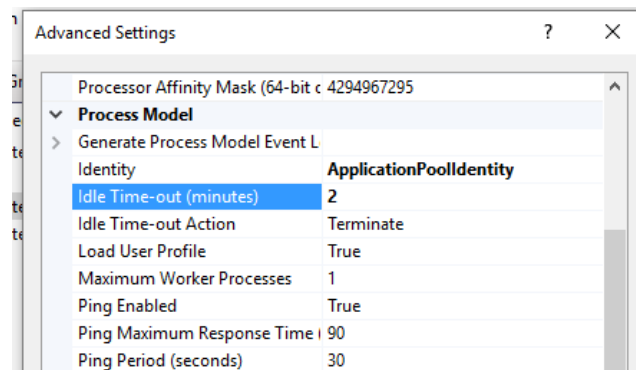 Advanced Settings ?
Processor Affinity Mask (64-bit c 4294967295
Process Model
Generate Process Model Event L
Identity ApplicationPoolIdentity
Idle Time-out (minutes) 2
Idle Time-out Action Terminate
Load User Profile True
Maximum Worker Processes 1
Ping Enabled True
Ping Maximum Response Time ( 90
Ping Period (seconds) 30